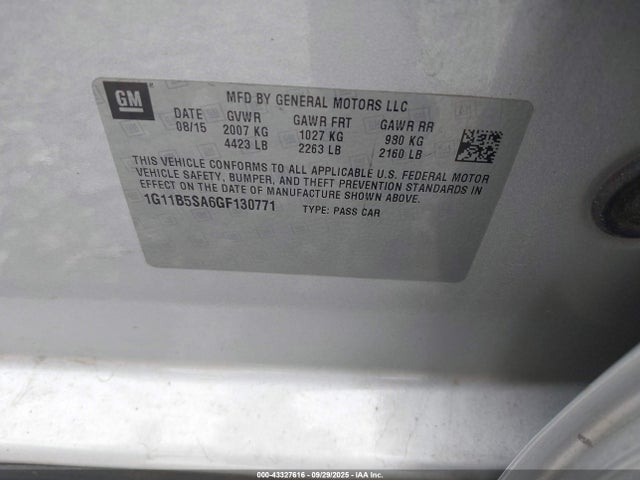 GM
MFD BY GENERAL MOTORS LLC
DATE GVWR GAWR FRT GAWR RR
08/15 2007 KG 1027 KG 980 KG
4423 LB 2263 LB 2160 LB
THIS VEHICLE CONFORMS TO ALL APPLICABLE U.S. FEDERAL MOTOR
VEHICLE SAFETY, BUMPER, AND THEFT PREVENTION STANDARDS IN
EFFECT ON THE DATE OF MANUFACTURE SHOWN ABOVE.
1G11B5SA6GF130771 TYPE: PASS CAR
000-43327616 - 09/29/2025 - IAA Inc.